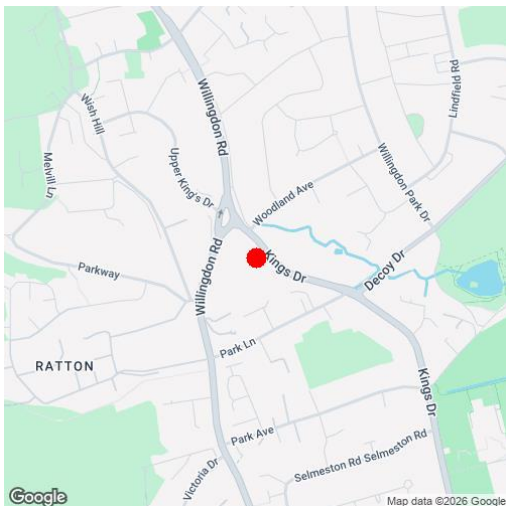 Willingdon Rd
Lindfield Rd
Wish Hill
Melvill Ln
Upper King's Dr
Willingdon Park Dr
Woodland Ave
Kings Dr
Decoy Dr
Willingdon Rd
Parkway
Park Ln
RATTON
Kings Dr
Park Ave
Selmeston Rd Selmeston Rd
Victoria Dr
Google
Map data ©2026 Google